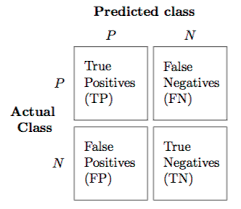 Predicted class
P N
True False
Positives Negatives
(TP) (FN)
P
Actual
Class
False True
Positives Negatives
(FP) (TN)
N